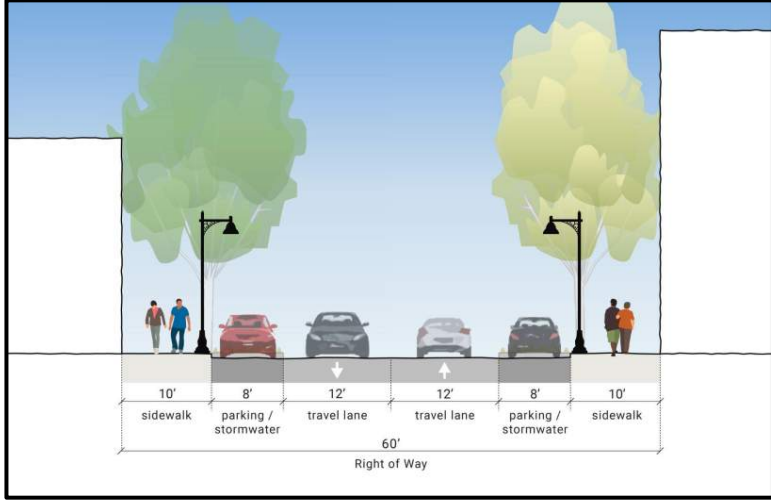 10' 8' 12' 12' 8' 10'
sidewalk parking / travel lane travel lane parking / sidewalk
stormwater stormwater
60'
Right of Way